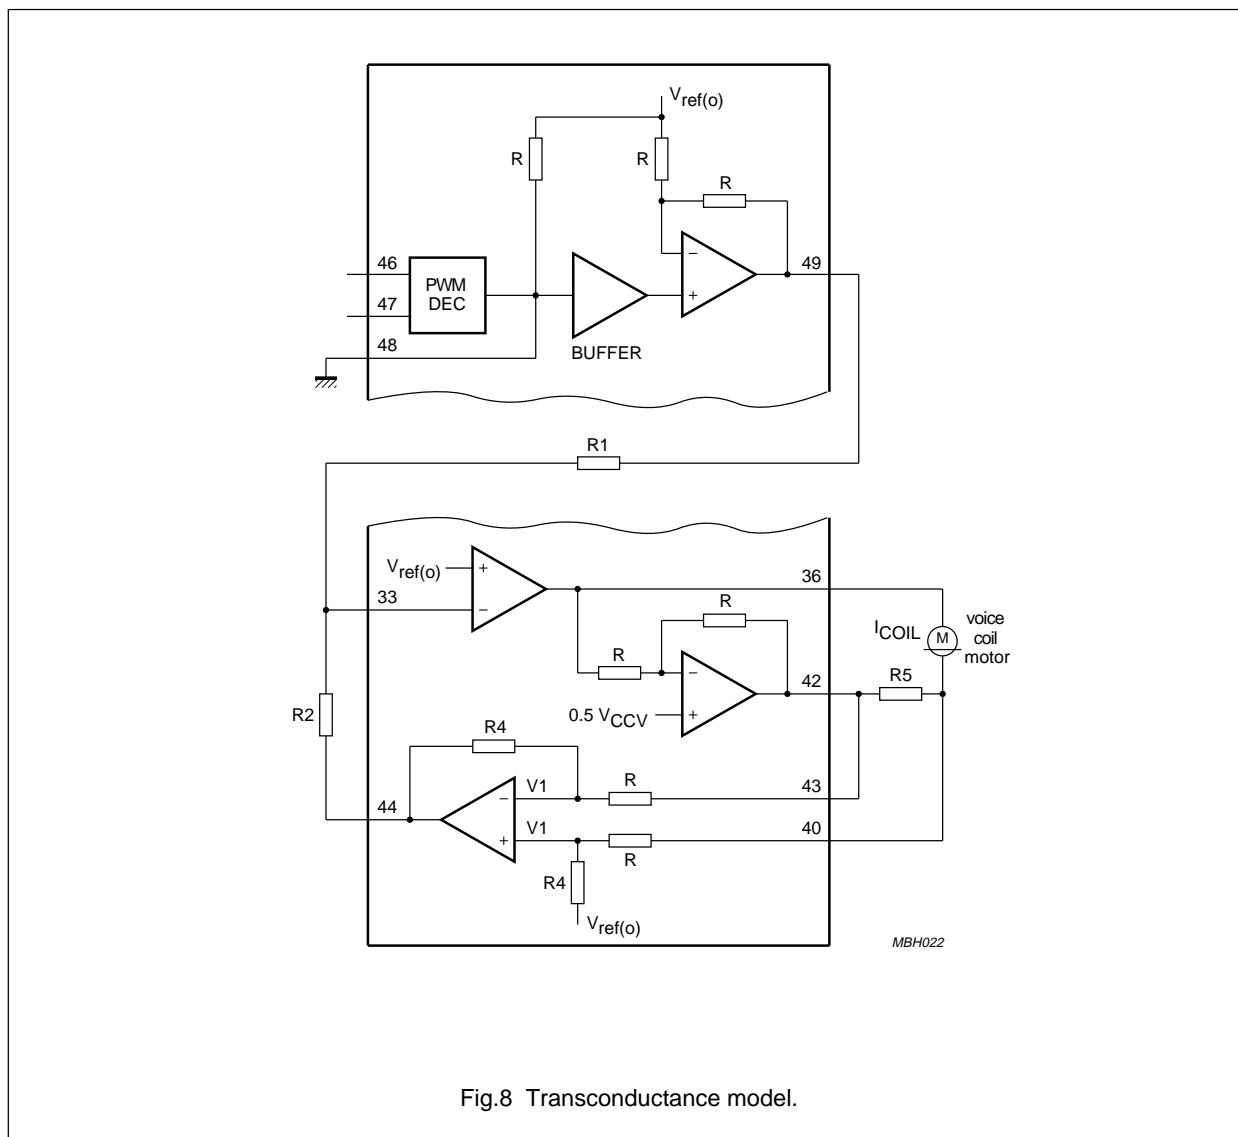 Vref(o)
R
R
R
46
PWM
DEC
47
48
−
+
49
BUFFER
R1
Vref(o)
+
−
33
36
R
R
ICOIL
M
voice
coil
motor
−
+
42
R5
0.5 VCCV
R2
R4
R
43
V1
−
44
V1
+
40
R
R4
Vref(o)
MBH022
Fig.8 Transconductance model.